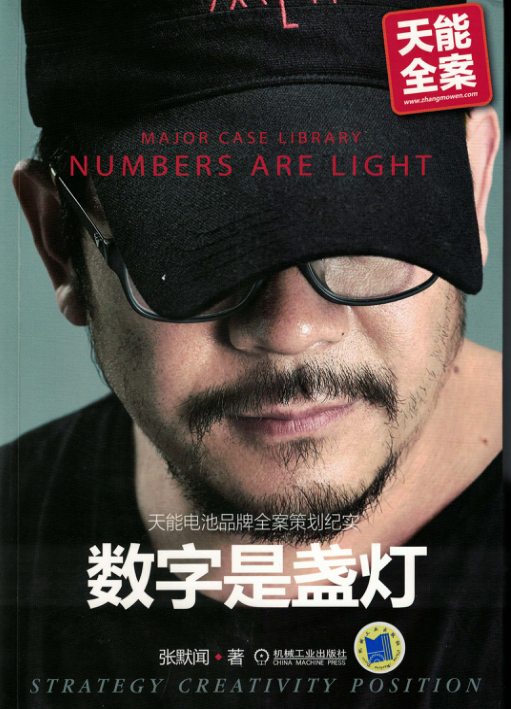 天能
全案
www.zhangmowen.com
MAJOR CASE LIBRARY
NUMBERS ARE LIGHT
天能电池品牌全案策划纪实
数字是盏灯
张默闻◆著
机械工业出版社
CHINA MACHINE PRESS
STRATEGY CREATIVITY POSITION